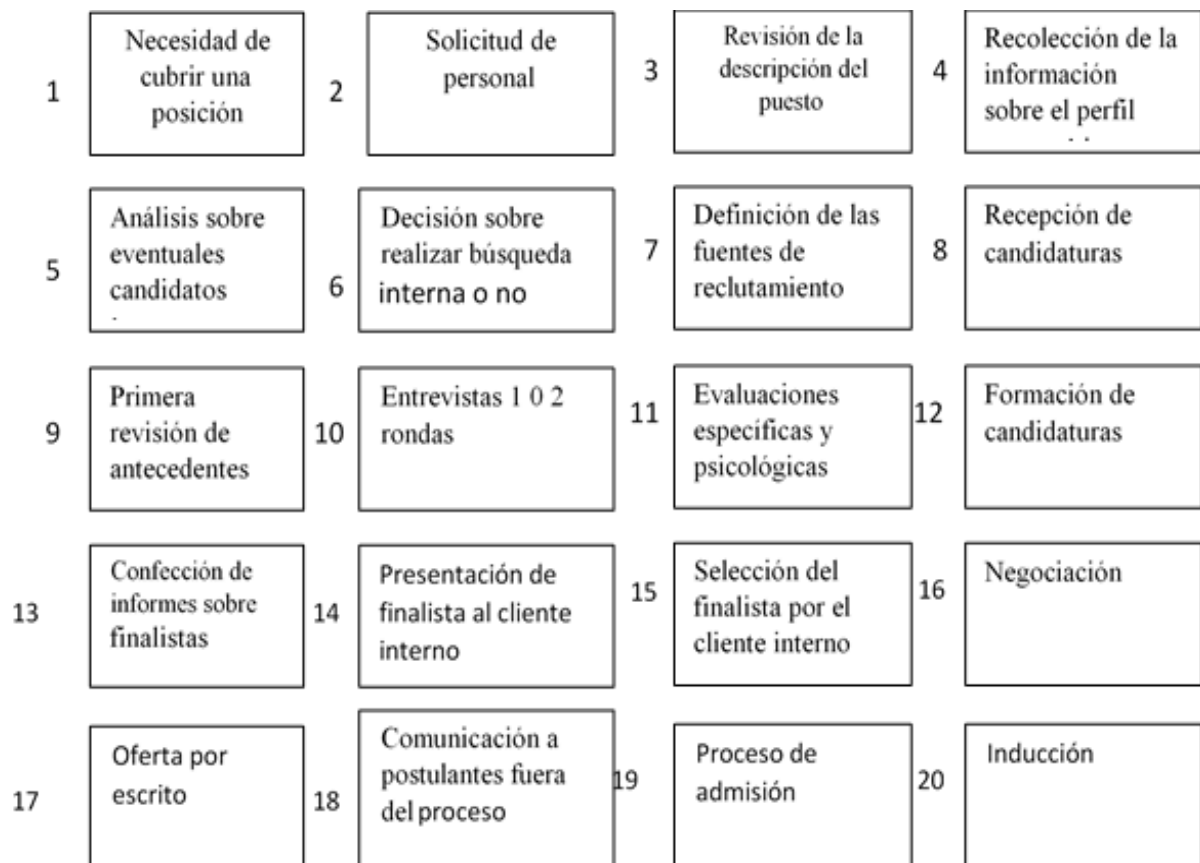 1
Necesidad de
cubrir una
posición
2
Solicitud de
personal
3
Revisión de la
descripción del
puesto
4
Recolección de la
información
sobre el perfil
5
Análisis sobre
eventuales
candidatos
6
Decisión sobre
realizar búsqueda
interna o no
7
Definición de las
fuentes de
reclutamiento
8
Recepción de
candidaturas
9
Primera
revisión de
antecedentes
10
Entrevistas 1 0 2
rondas
11
Evaluaciones
específicas y
psicológicas
12
Formación de
candidaturas
13
Confección de
informes sobre
finalistas
14
Presentación de
finalista al cliente
interno
15
Selección del
finalista por el
cliente interno
16
Negociación
17
Oferta por
escrito
18
Comunicación a
postulantes fuera
del proceso
19
Proceso de
admisión
20
Inducción